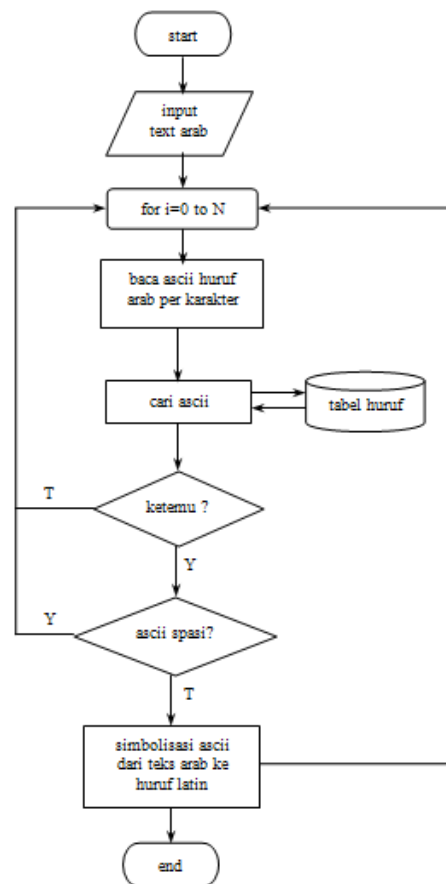 start
input
text arab
for i=0 to N
baca ascii huruf
arab per karakter
cari ascii
tabel huruf
ketemu ?
T
Y
ascii spasi?
Y
T
simbolisasi ascii
dari teks arab ke
huruf latin
end